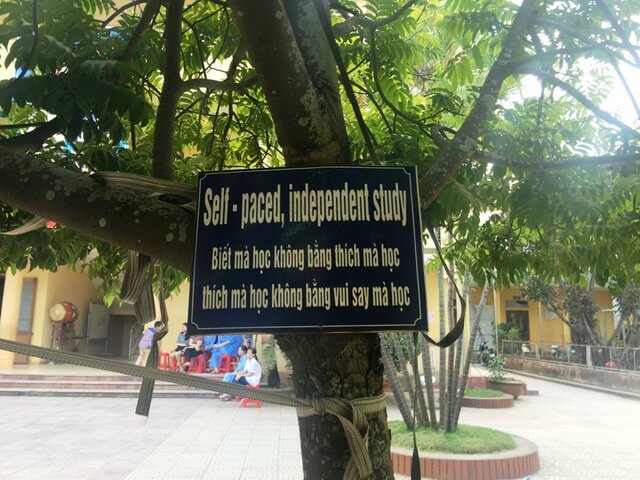 Self - paced, independent study
Biết mà học không bằng thích mà học
thích mà học không bằng vui say mà học